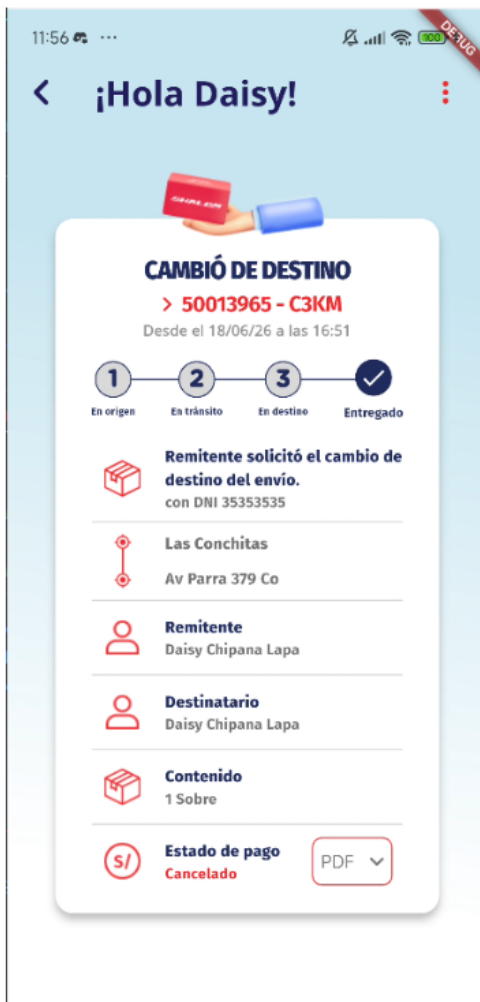 11:56 ...
100
DEBUG
¡Hola Daisy!
SHALOM
CAMBIÓ DE DESTINO
> 50013965 - C3KM
Desde el 18/06/26 a las 16:51
1 2 3
En origen En tránsito En destino Entregado
Remitente solicitó el cambio de
destino del envío.
con DNI 35353535
Las Conchitas
Av Parra 379 Co
Remitente
Daisy Chipana Lapa
Destinatario
Daisy Chipana Lapa
Contenido
1 Sobre
S/
Estado de pago
Cancelado
PDF